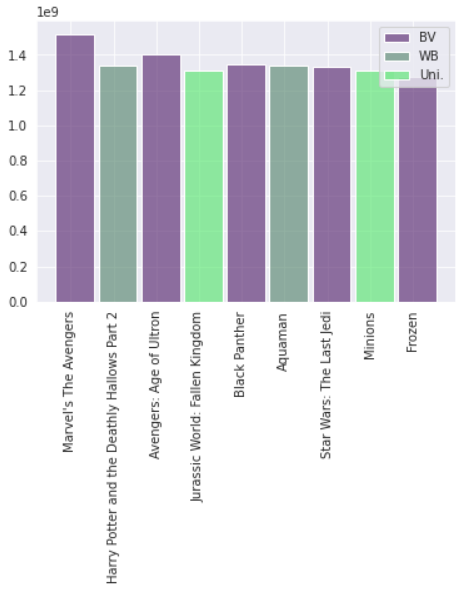 1e9
1.4
1.2
1.0
0.8
0.6
0.4
0.2
0.0
BV
WB
Uni.
Marvel's The Avengers
Harry Potter and the Deathly Hallows Part 2
Avengers: Age of Ultron
Jurassic World: Fallen Kingdom
Black Panther
Aquaman
Star Wars: The Last Jedi
Minions
Frozen